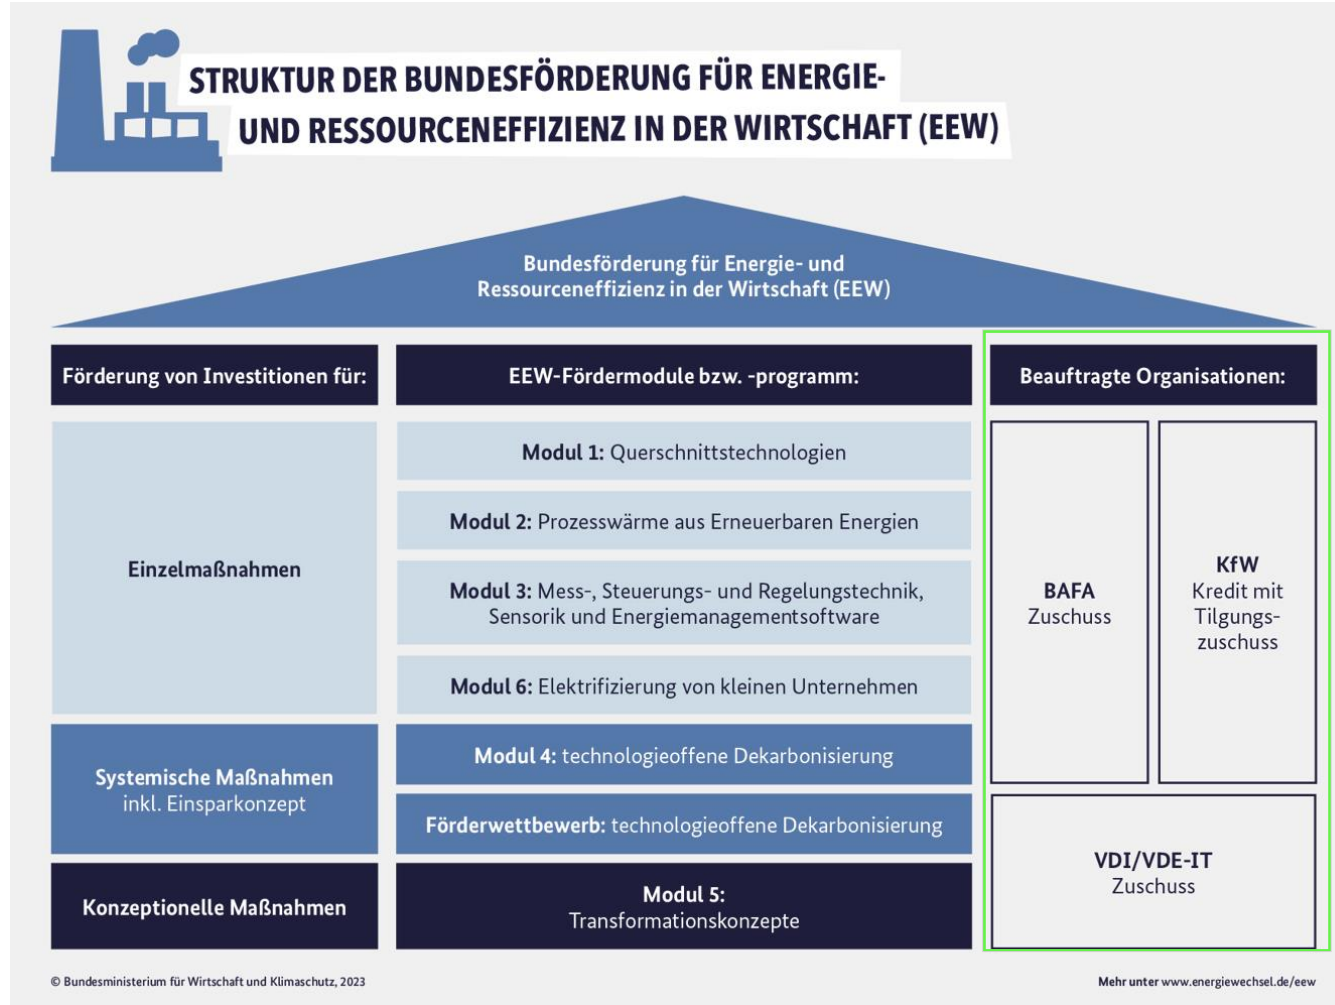 STRUKTUR DER BUNDESFÖRDERUNG FÜR ENERGIE-
UND RESSOURCENEFFIZIENZ IN DER WIRTSCHAFT (EEW)
Bundesförderung für Energie- und
Ressourceneffizienz in der Wirtschaft (EEW)
Förderung von Investitionen für:
EEW-Fördermodule bzw. -programm:
Beauftragte Organisationen:
Einzelmaßnahmen
Modul 1: Querschnittstechnologien
Modul 2: Prozesswärme aus Erneuerbaren Energien
Modul 3: Mess-, Steuerungs- und Regelungstechnik,
Sensorik und Energiemanagementsoftware
Modul 6: Elektrifizierung von kleinen Unternehmen
BAFA
Zuschuss
KfW
Kredit mit
Tilgungs-
zuschuss
Systemische Maßnahmen
inkl. Einsparkonzept
Modul 4: technologieoffene Dekarbonisierung
Förderwettbewerb: technologieoffene Dekarbonisierung
VDI/VDE-IT
Zuschuss
Konzeptionelle Maßnahmen
Modul 5:
Transformationskonzepte
© Bundesministerium für Wirtschaft und Klimaschutz, 2023
Mehr unter www.energiewechsel.de/eew